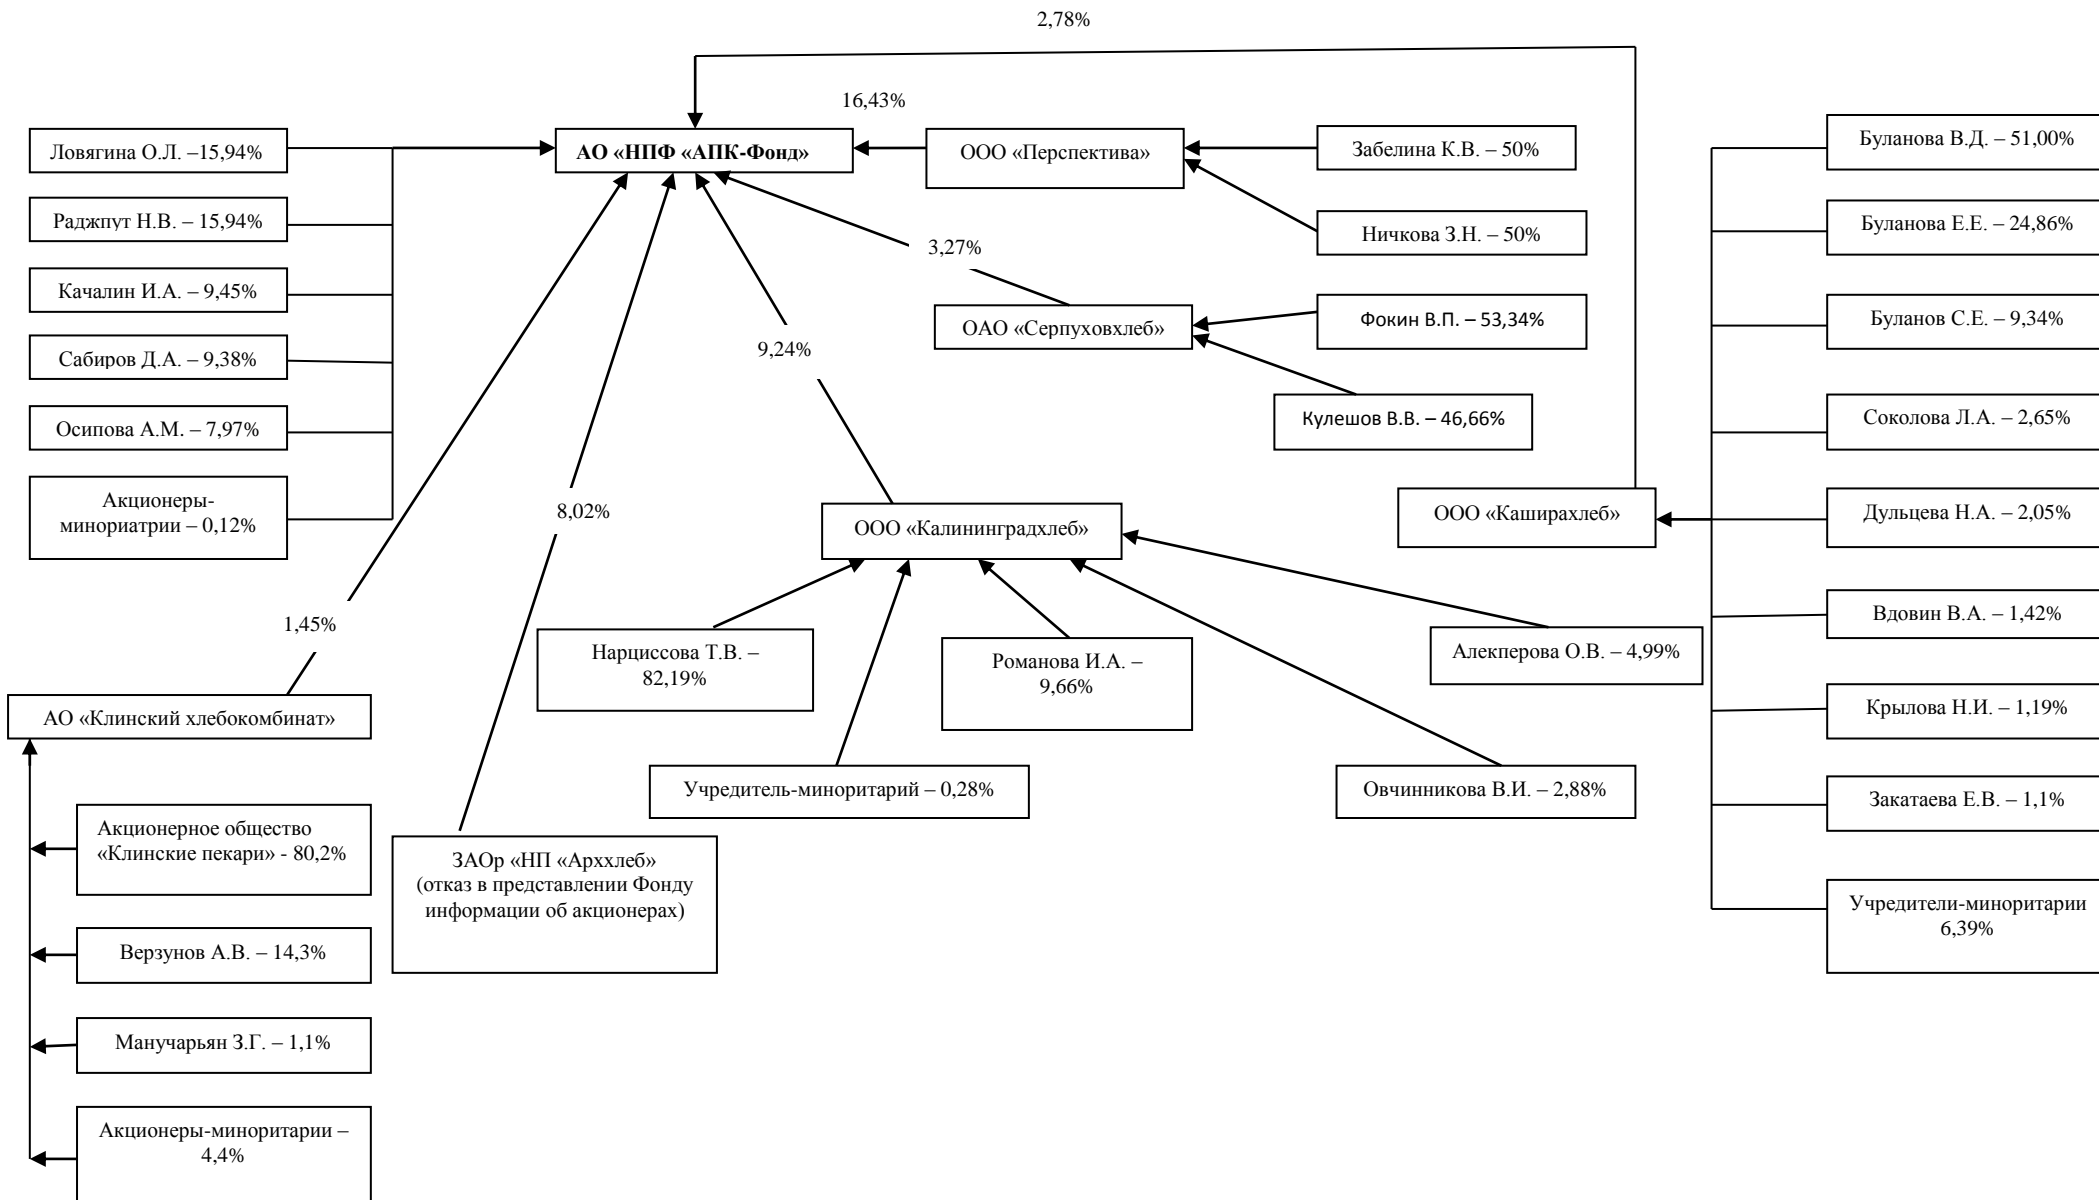 2,78%
16,43%
Ловягина О.Л. –15,94%
АО «НПФ «АПК-Фонд»
ООО «Перспектива»
Забелина К.В. – 50%
Буланова В.Д. – 51,00%
Раджпут Н.В. – 15,94%
Ничкова З.Н. – 50%
Буланова Е.Е. – 24,86%
3,27%
Качалин И.А. – 9,45%
ОАО «Серпуховхлеб»
Фокин В.П. – 53,34%
Буланов С.Е. – 9,34%
Сабиров Д.А. – 9,38%
9,24%
Осипова А.М. – 7,97%
Кулешов В.В. – 46,66%
Соколова Л.А. – 2,65%
Акционеры-
минориатрии – 0,12%
8,02%
ООО «Калининградхлеб»
ООО «Каширахлеб»
Дульцева Н.А. – 2,05%
1,45%
Нарциссова Т.В. –
82,19%
Романова И.А. –
9,66%
Алекперова О.В. – 4,99%
Вдовин В.А. – 1,42%
АО «Клинский хлебокомбинат»
Крылова Н.И. – 1,19%
Учредитель-миноритарий – 0,28%
Овчинникова В.И. – 2,88%
Закатаева Е.В. – 1,1%
Акционерное общество
«Клинские пекари» - 80,2%
ЗАОр «НП «Арххлеб»
(отказ в представлении Фонду
информации об акционерах)
Учредители-миноритарии
6,39%
Верзунов А.В. – 14,3%
Манучарьян З.Г. – 1,1%
Акционеры-миноритарии –
4,4%